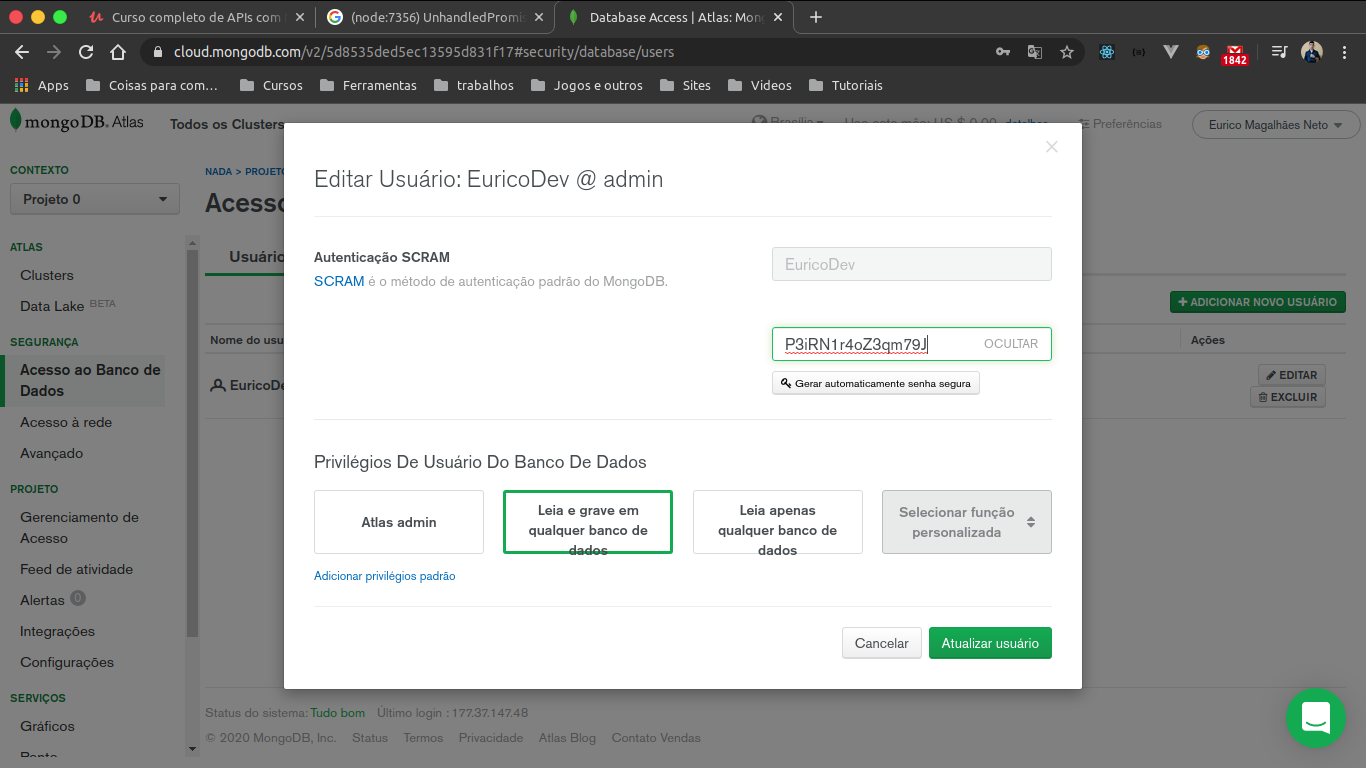 Curso completo de APIs com
(node:7356) UnhandledPromis
Database Access | Atlas: Mong
cloud.mongodb.com/v2/5d8535ded5ec13595d831f17#security/database/users
1842
Apps
Coisas para com…
Cursos
Ferramentas
trabalhos
Jogos e outros
Sites
Videos
Tutoriais
mongoDB. Atlas
Todos os Clusters
Brasília
detalhes
Preferências
Eurico Magalhães Neto
CONTEXTO
Projeto 0
NADA > PROJETO
Acesso
ATLAS
Clusters
Data Lake BETA
SEGURANÇA
Acesso ao Banco de
Dados
Acesso à rede
Avançado
PROJETO
Gerenciamento de
Acesso
Feed de atividade
Alertas 0
Integrações
Configurações
SERVIÇOS
Gráficos
Usuário
ADICIONAR NOVO USUÁRIO
Nome do usu
Ações
EuricoDe
EDITAR
EXCLUIR
Editar Usuário: EuricoDev @ admin
Autenticação SCRAM
SCRAM é o método de autenticação padrão do MongoDB.
EuricoDev
P3iRN1r4oZ3qm79J
OCULTAR
Gerar automaticamente senha segura
Privilégios De Usuário Do Banco De Dados
Atlas admin
Leia e grave em
qualquer banco de
dados
Leia apenas
qualquer banco de
dados
Selecionar função
personalizada
Adicionar privilégios padrão
Cancelar
Atualizar usuário
Status do sistema: Tudo bom Último login : 177.37.147.48
© 2020 MongoDB, Inc. Status Termos Privacidade Atlas Blog Contato Vendas